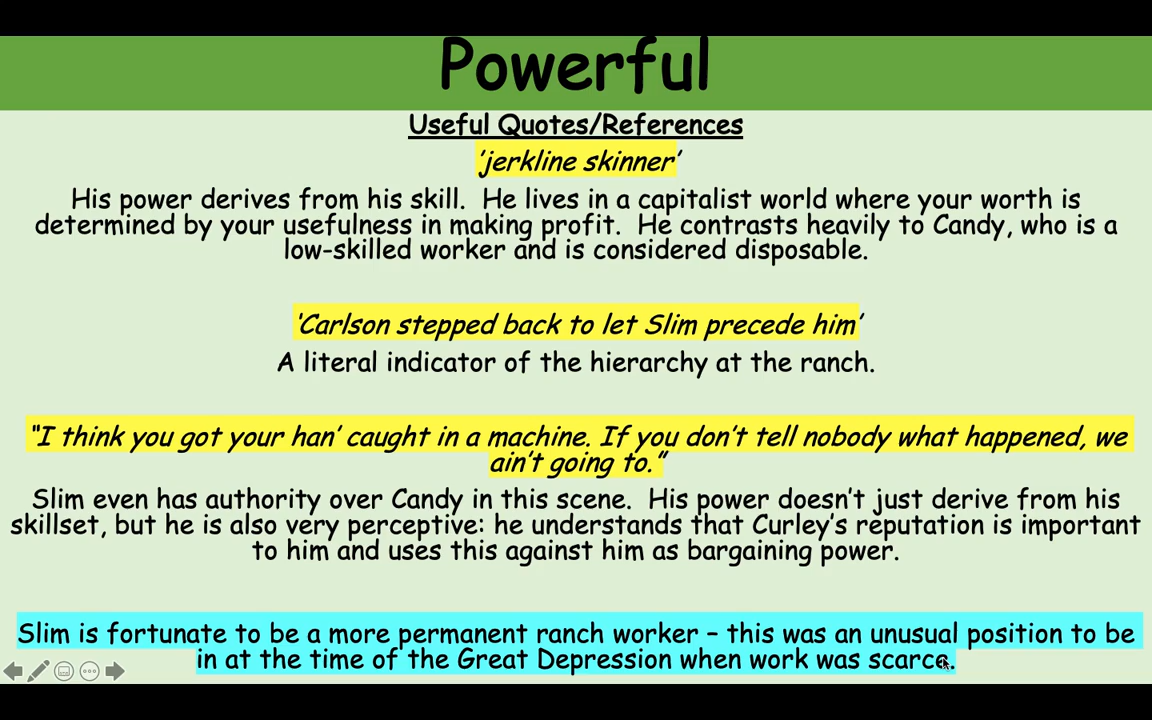 Powerful
Useful Quotes/References
'jerkline skinner'
His power derives from his skill.  He lives in a capitalist world where your worth is
determined by your usefulness in making profit.  He contrasts heavily to Candy, who is a
low-skilled worker and is considered disposable.
'Carlson stepped back to let Slim precede him'
A literal indicator of the hierarchy at the ranch.
"I think you got your han' caught in a machine. If you don't tell nobody what happened, we
ain't going to."
Slim even has authority over Candy in this scene.  His power doesn't just derive from his
skillset, but he is also very perceptive: he understands that Curley's reputation is important
to him and uses this against him as bargaining power.
Slim is fortunate to be a more permanent ranch worker – this was an unusual position to be
in at the time of the Great Depression when work was scarce.